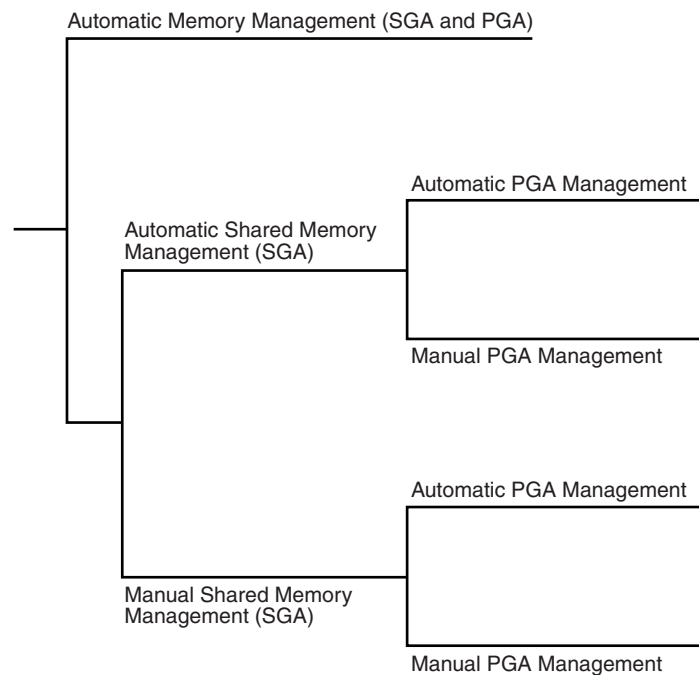 Automatic Memory Management (SGA and PGA)
Automatic PGA Management
Automatic Shared Memory
Management (SGA)
Manual PGA Management
Automatic PGA Management
Manual Shared Memory
Management (SGA)
Manual PGA Management